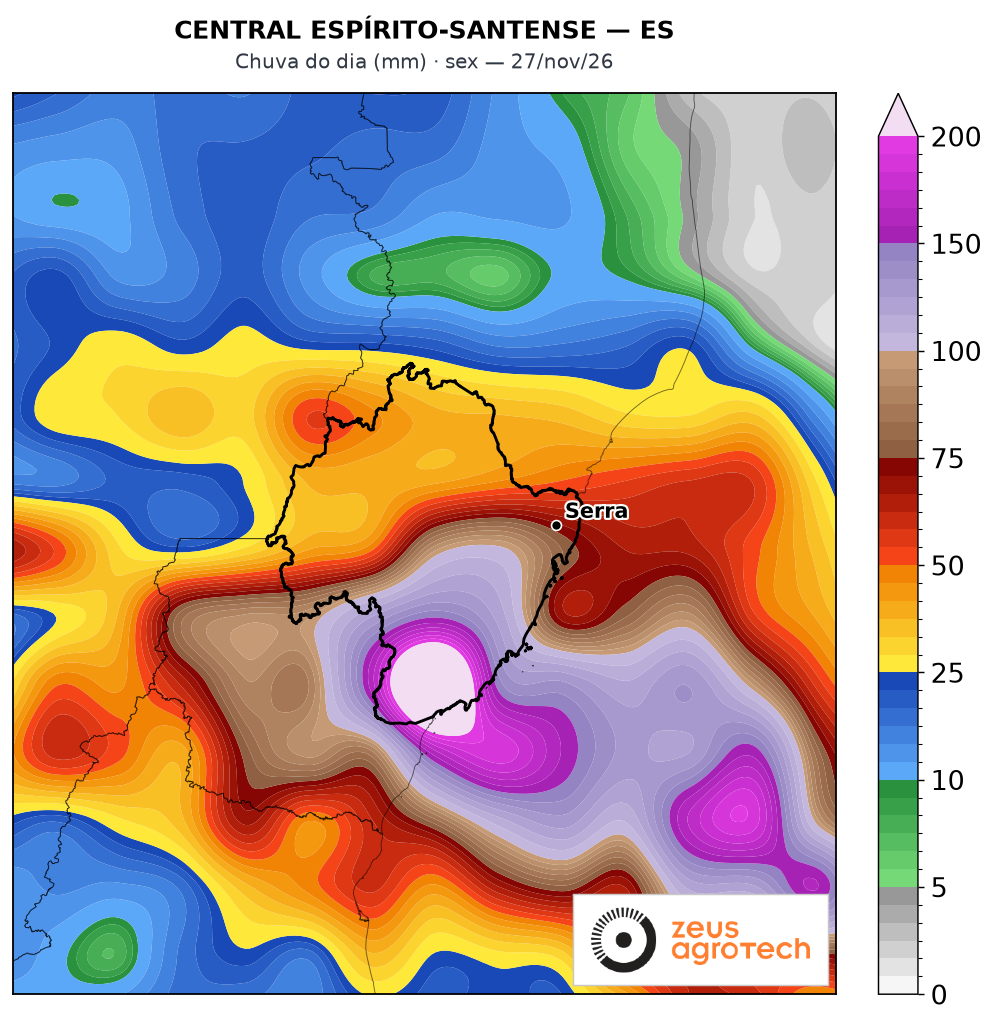 CENTRAL ESPÍRITO-SANTENSE — ES
Chuva do dia (mm) · sex — 27/nov/26
200
150
100
75
50
25
10
5
0
Serra
zeus
agrotech